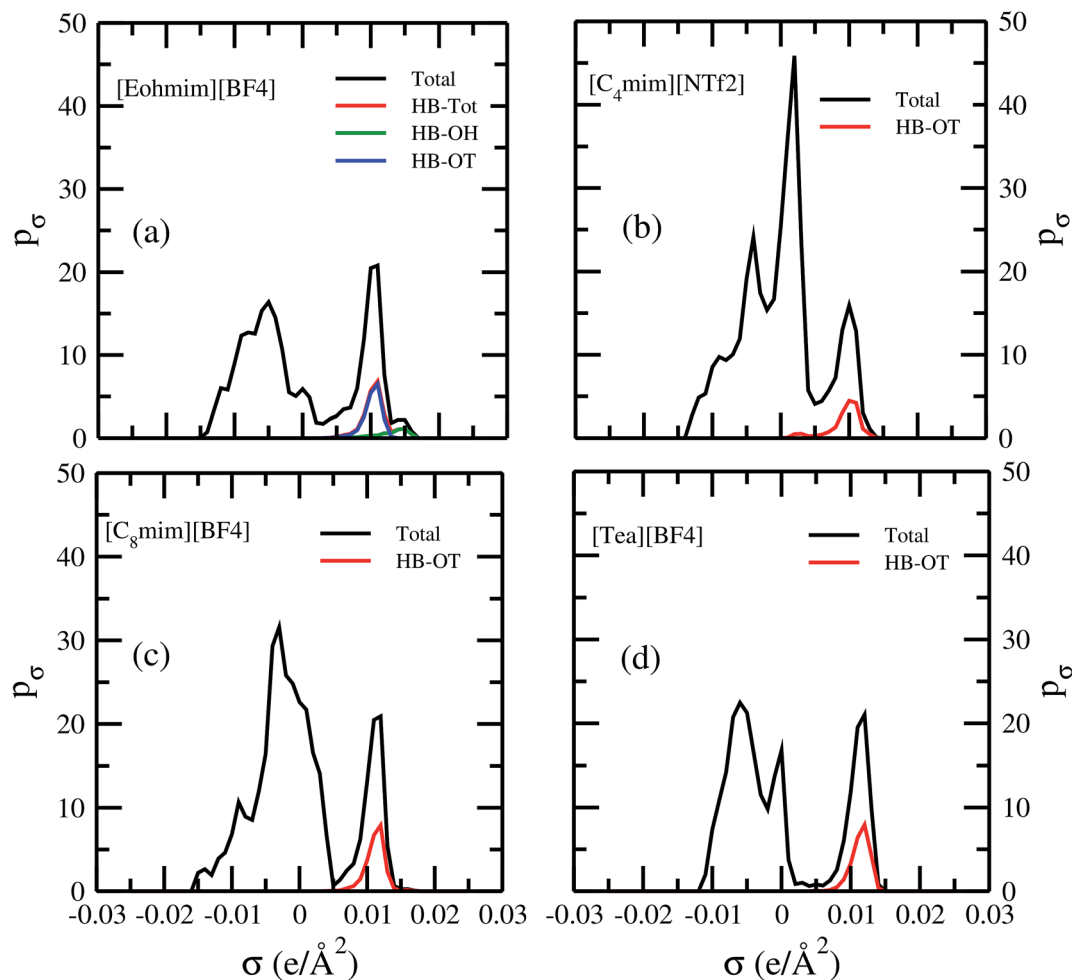 50
40
30
20
10
0
p_σ
[Eohmim][BF4]
Total
HB-Tot
HB-OH
HB-OT
(a)
50
40
30
20
10
0
p_σ
[C₄mim][NTf2]
Total
HB-OT
(b)
50
40
30
20
10
0
p_σ
[C₈mim][BF4]
Total
HB-OT
(c)
-0.03 -0.02 -0.01 0 0.01 0.02 0.03
σ (e/Å²)
50
40
30
20
10
0
p_σ
[Tea][BF4]
Total
HB-OT
(d)
-0.03 -0.02 -0.01 0 0.01 0.02 0.03
σ (e/Å²)